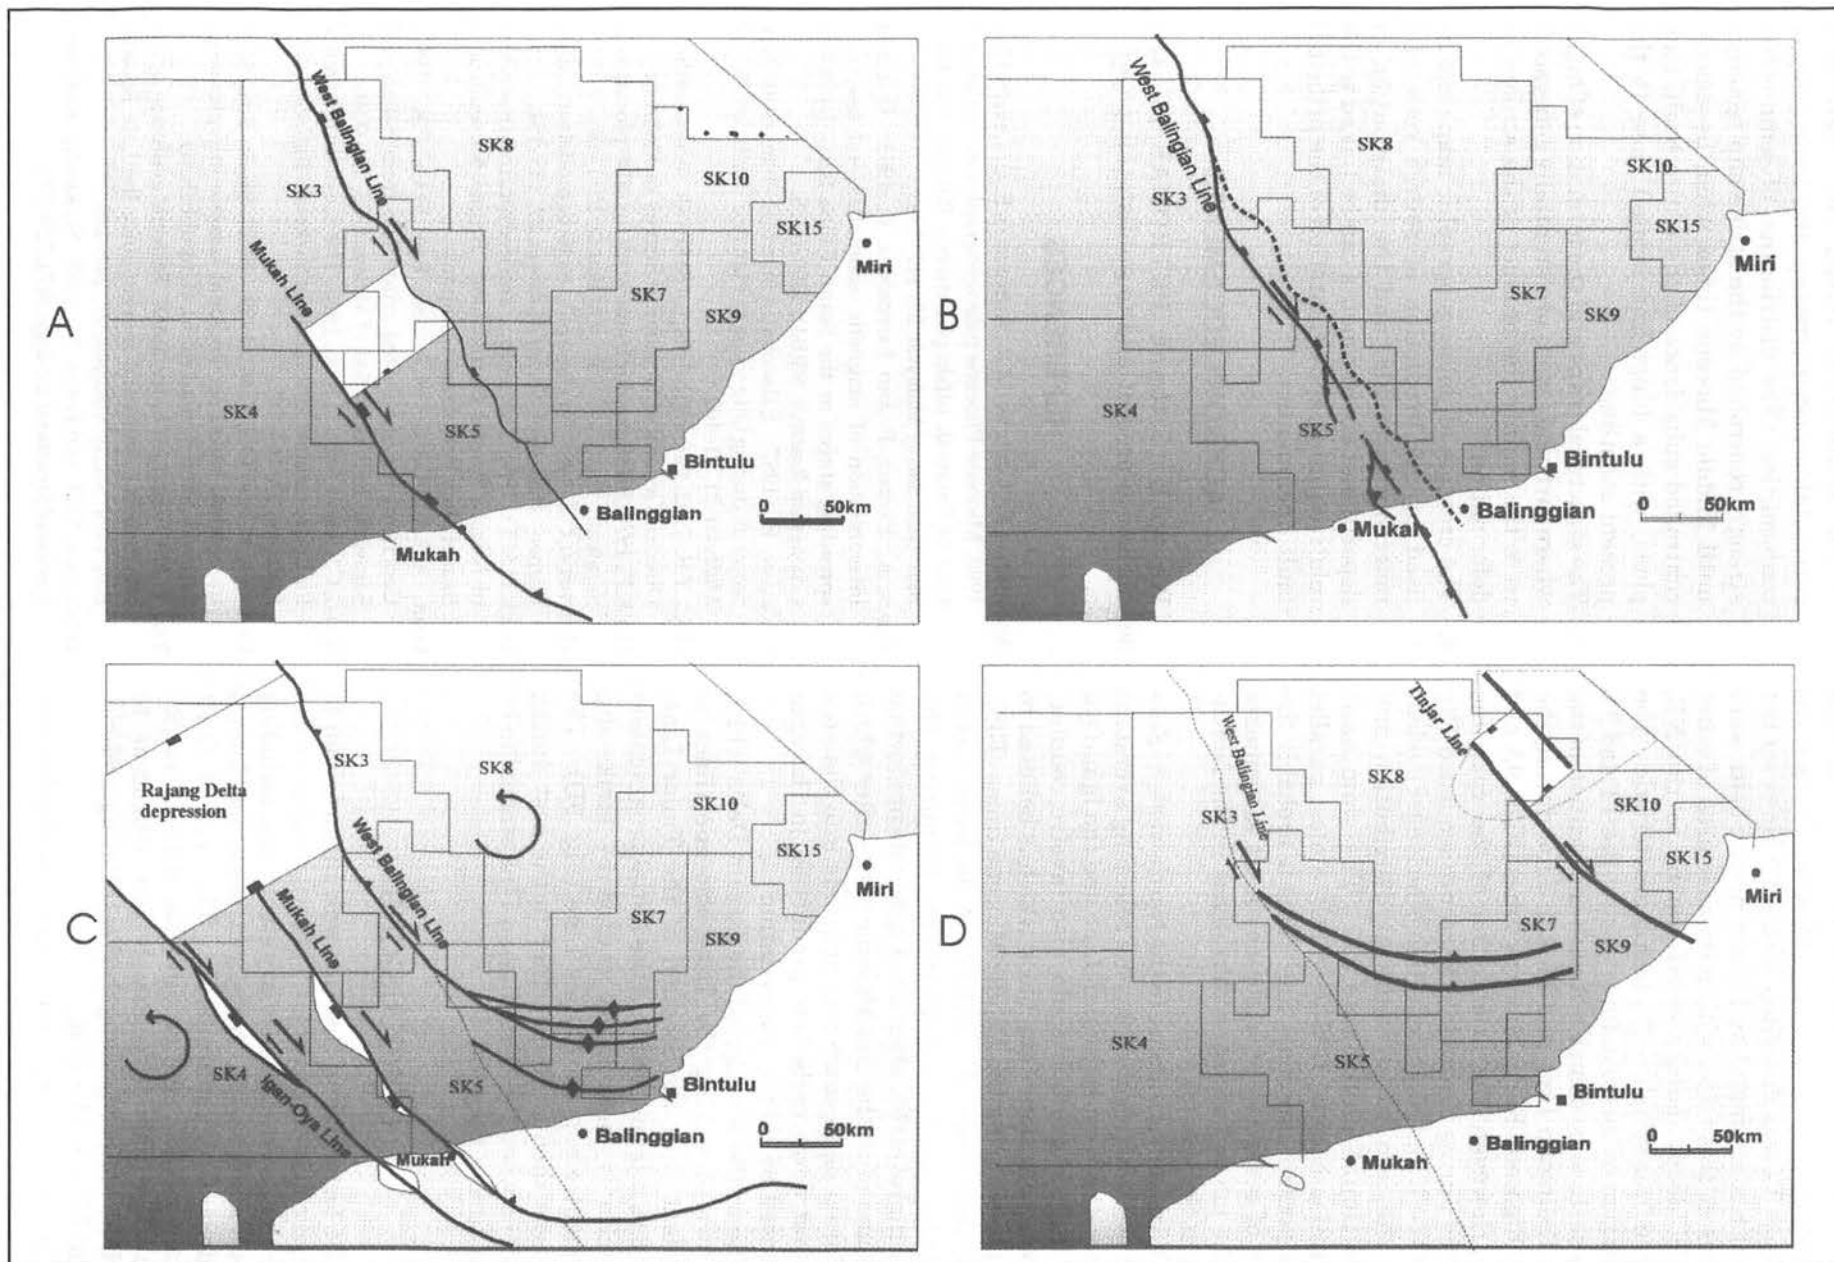 A
West Balingian Line
SK8
SK3
SK10
SK15
Miri
Mukah Line
SK7
SK9
SK4
SK5
Bintulu
Balinggian
0 50km
Mukah
B
West Balingian Line
SK8
SK10
SK3
SK15
Miri
SK7
SK9
SK4
SK5
Bintulu
Balinggian
0 50km
Mukah
C
Rajang Delta
depression
SK3
SK8
SK10
SK15
Miri
West Balingian Line
Mukah Line
SK7
SK9
SK4
SK5
Igan-Oya Line
Bintulu
Balinggian
0 50km
Mukah
D
Tinjar Line
West Balingian Line
SK8
SK3
SK10
SK15
Miri
SK7
SK9
SK4
SK5
Bintulu
Balinggian
0 50km
Mukah